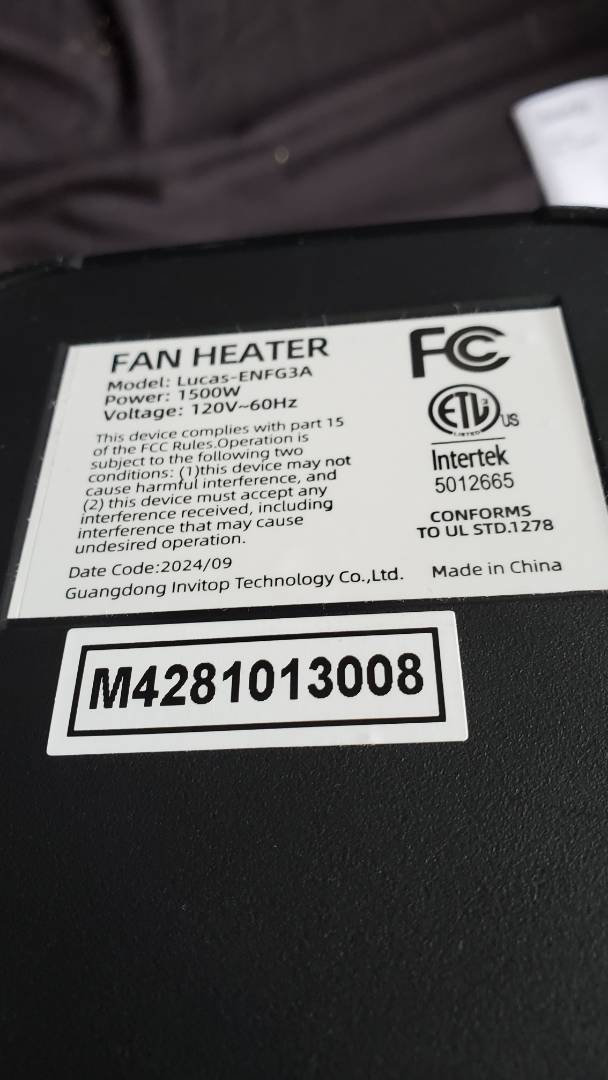 FAN HEATER
Model: Lucas-ENFG3A
Power: 1500W
Voltage: 120V~60Hz
This device complies with part 15
of the FCC Rules.Operation is
subject to the following two
conditions: (1)this device may not
cause harmful interference, and
(2) this device must accept any
interference received, including
interference that may cause
undesired operation.
Date Code:2024/09
Guangdong Invitop Technology Co.,Ltd.
FC
ETL
LISTED
US
Intertek
5012665
CONFORMS
TO UL STD.1278
Made in China
M4281013008